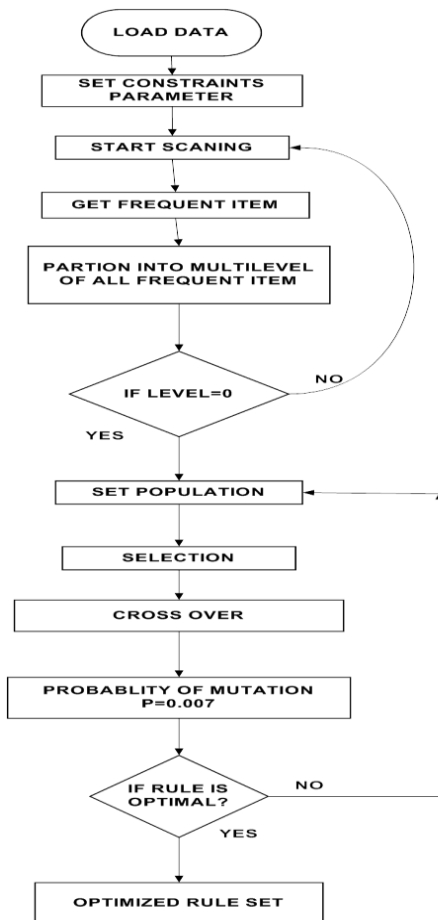 LOAD DATA
SET CONSTRAINTS
PARAMETER
START SCANING
GET FREQUENT ITEM
PARTION INTO MULTILEVEL
OF ALL FREQUENT ITEM
IF LEVEL=0
NO
YES
SET POPULATION
SELECTION
CROSS OVER
PROBABLITY OF MUTATION
P=0.007
IF RULE IS
OPTIMAL?
NO
YES
OPTIMIZED RULE SET